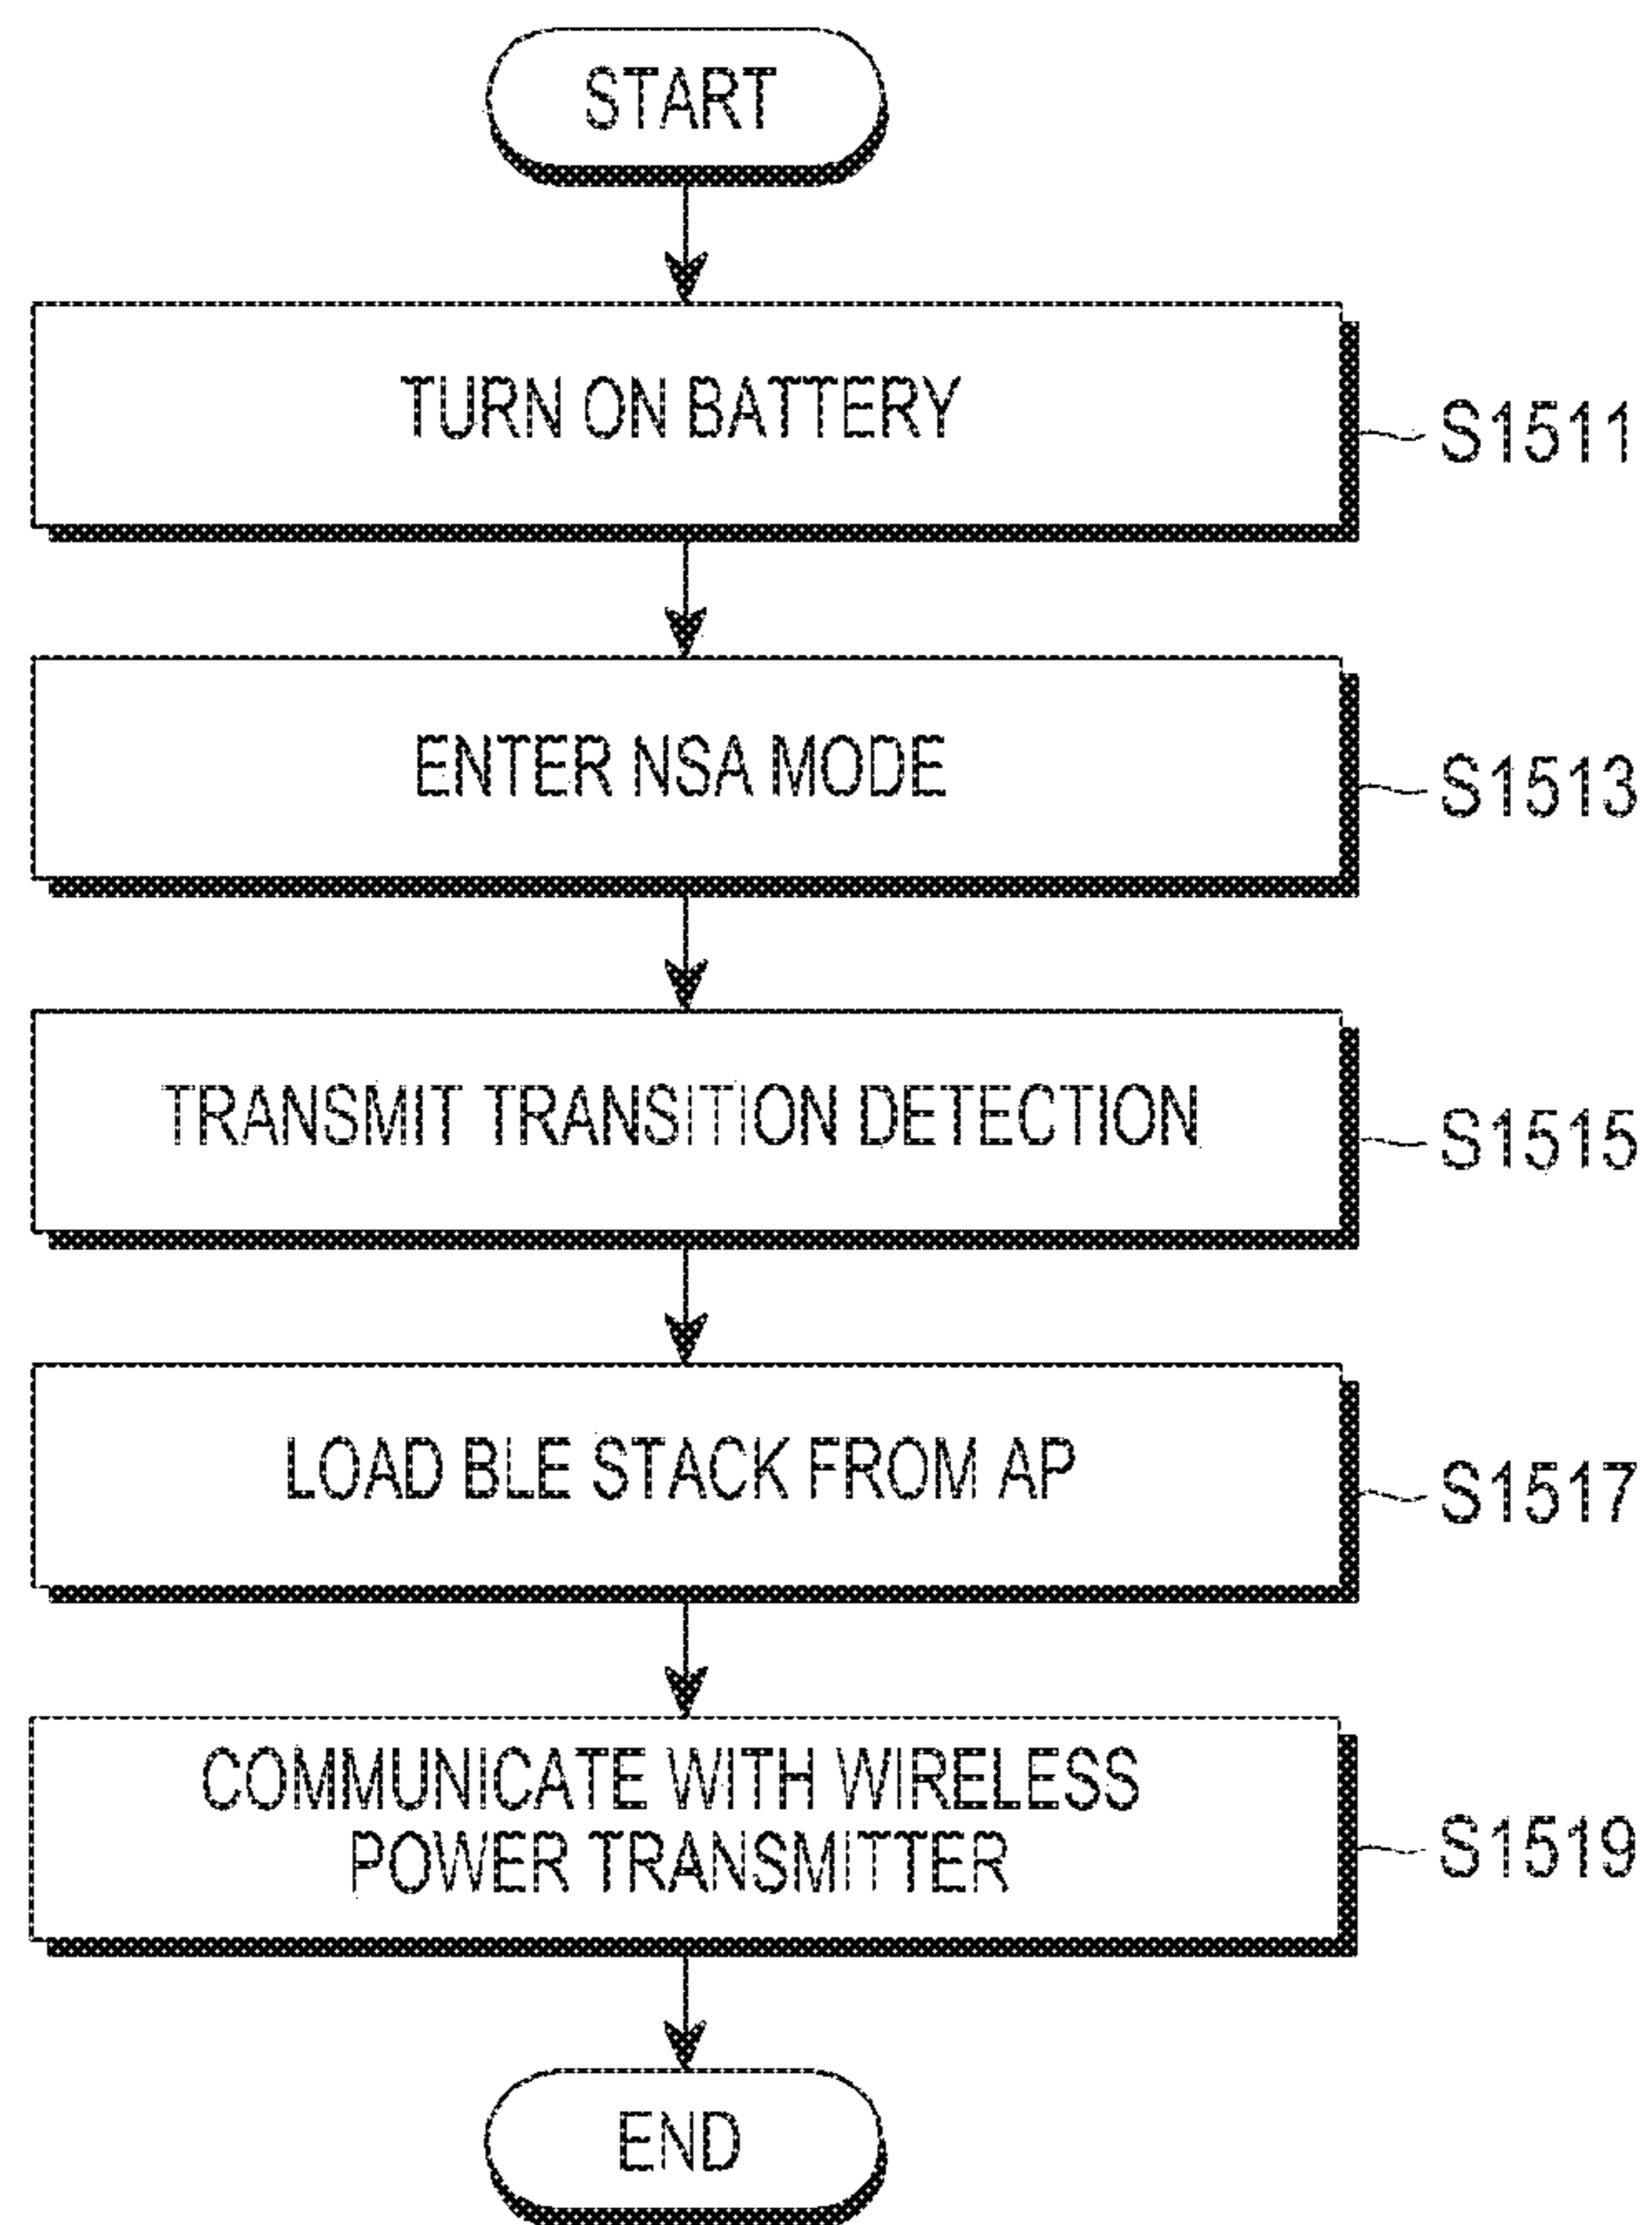 START
TURN ON BATTERY
S1511
ENTER NSA MODE
S1513
TRANSMIT TRANSITION DETECTION
S1515
LOAD BLE STACK FROM AP
S1517
COMMUNICATE WITH WIRELESS
POWER TRANSMITTER
S1519
END